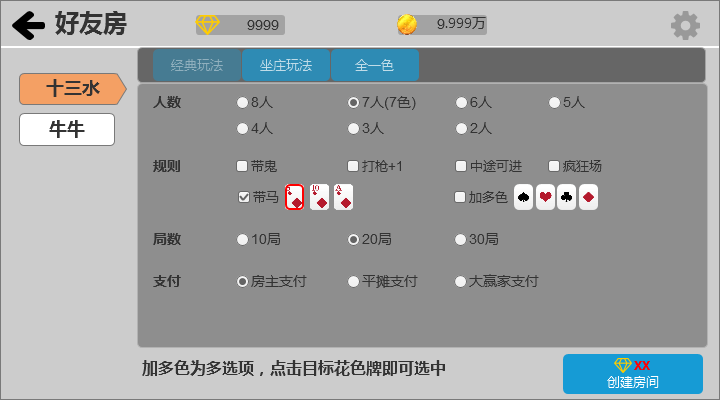 好友房
9999
9.999万
经典玩法 坐庄玩法 全一色
十三水
牛牛
人数 8人 7人(7色) 6人 5人
4人 3人 2人
规则 带鬼 打枪+1 中途可进 疯狂场
带马 10 A 加多色
局数 10局 20局 30局
支付 房主支付 平摊支付 大赢家支付
加多色为多选项，点击目标花色牌即可选中
XX
创建房间